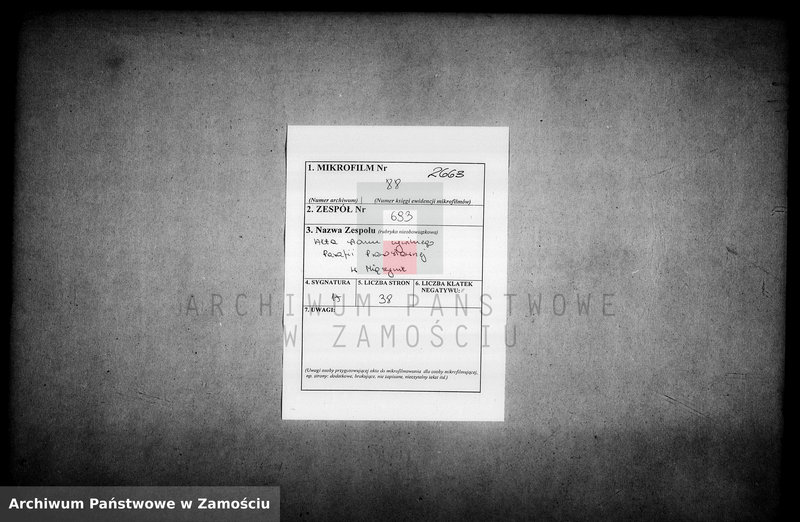 1. MIKROFILM Nr
2663
88
(Numer archiwum) (Numer księgi ewidencji mikrofilmów)
2. ZESPÓŁ Nr
693
3. Nazwa Zespołu (rubryka nieobowiązkowa)
Akta stanu cywilnego
Parafii Prawosławnej
w
4. SYGNATURA
5. LICZBA STRON
38
6. LICZBA KLATEK
NEGATYWU:
7. UWAGI:
(Uwagi osoby przygotowującej akta do mikrofilmowania dla osoby mikrofilmującej,
np. strony: dodatkowe, brakujące, nie zapisane, nieczytelny tekst itd.)
ARCHIWUM PAŃSTWOWE
W ZAMOŚCIU
Archiwum Państwowe w Zamościu